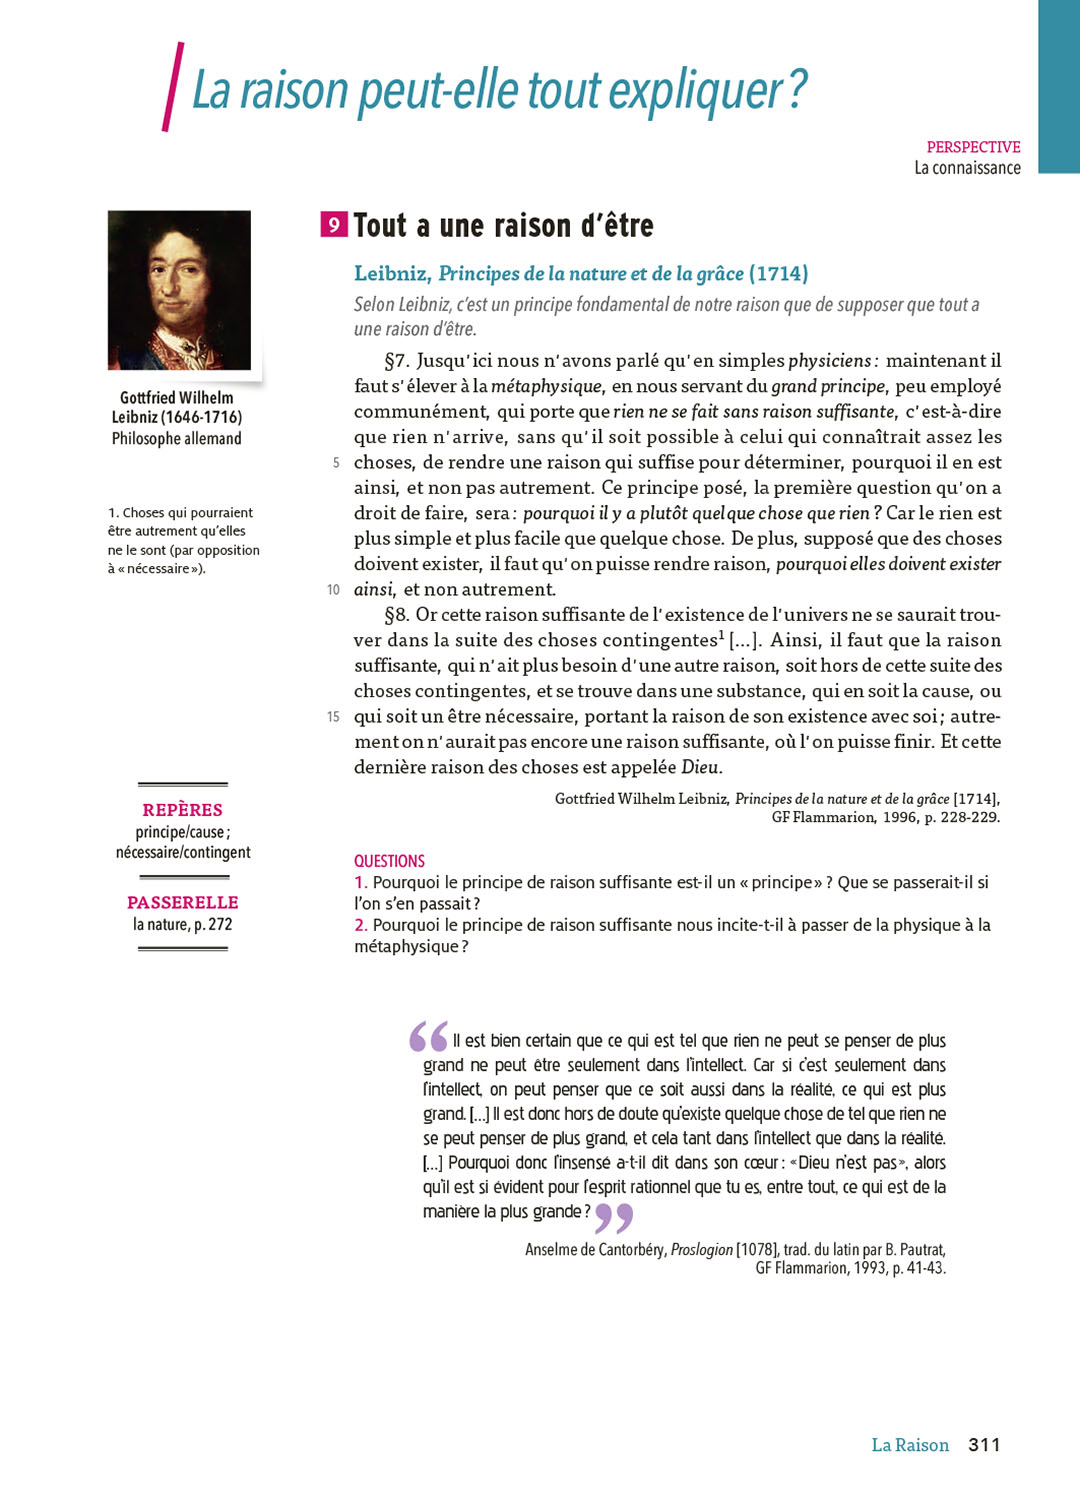 La raison peut-elle tout expliquer ?
PERSPECTIVE
La connaissance
9 Tout a une raison d'être
Leibniz, Principes de la nature et de la grâce (1714)
Selon Leibniz, c'est un principe fondamental de notre raison que de supposer que tout a
une raison d'être.
§7. Jusqu'ici nous n'avons parlé qu'en simples physiciens : maintenant il
faut s'élever à la métaphysique, en nous servant du grand principe, peu employé
communément, qui porte que rien ne se fait sans raison suffisante, c'est-à-dire
que rien n'arrive, sans qu'il soit possible à celui qui connaîtrait assez les
5 choses, de rendre une raison qui suffise pour déterminer, pourquoi il en est
ainsi, et non pas autrement. Ce principe posé, la première question qu'on a
droit de faire, sera : pourquoi il y a plutôt quelque chose que rien ? Car le rien est
plus simple et plus facile que quelque chose. De plus, supposé que des choses
doivent exister, il faut qu'on puisse rendre raison, pourquoi elles doivent exister
10 ainsi, et non autrement.
§8. Or cette raison suffisante de l'existence de l'univers ne se saurait trou-
ver dans la suite des choses contingentes1 [...]. Ainsi, il faut que la raison
suffisante, qui n'ait plus besoin d'une autre raison, soit hors de cette suite des
choses contingentes, et se trouve dans une substance, qui en soit la cause, ou
15 qui soit un être nécessaire, portant la raison de son existence avec soi ; autre-
ment on n'aurait pas encore une raison suffisante, où l'on puisse finir. Et cette
dernière raison des choses est appelée Dieu.
Gottfried Wilhelm Leibniz, Principes de la nature et de la grâce [1714],
GF Flammarion, 1996, p. 228-229.
Gottfried Wilhelm
Leibniz (1646-1716)
Philosophe allemand
1. Choses qui pourraient
être autrement qu'elles
ne le sont (par opposition
à « nécessaire »).
REPÈRES
principe/cause ;
nécessaire/contingent
PASSERELLE
la nature, p. 272
QUESTIONS
1. Pourquoi le principe de raison suffisante est-il un « principe » ? Que se passerait-il si
l'on s'en passait ?
2. Pourquoi le principe de raison suffisante nous incite-t-il à passer de la physique à la
métaphysique ?
“Il est bien certain que ce qui est tel que rien ne peut se penser de plus
grand ne peut être seulement dans l'intellect. Car si c'est seulement dans
l'intellect, on peut penser que ce soit aussi dans la réalité, ce qui est plus
grand. [...] Il est donc hors de doute qu'existe quelque chose de tel que rien ne
se peut penser de plus grand, et cela tant dans l'intellect que dans la réalité.
[...] Pourquoi donc l'insensé a-t-il dit dans son cœur : « Dieu n'est pas », alors
qu'il est si évident pour l'esprit rationnel que tu es, entre tout, ce qui est de la
manière la plus grande ?”
Anselme de Cantorbéry, Proslogion [1078], trad. du latin par B. Pautrat,
GF Flammarion, 1993, p. 41-43.
La Raison 311